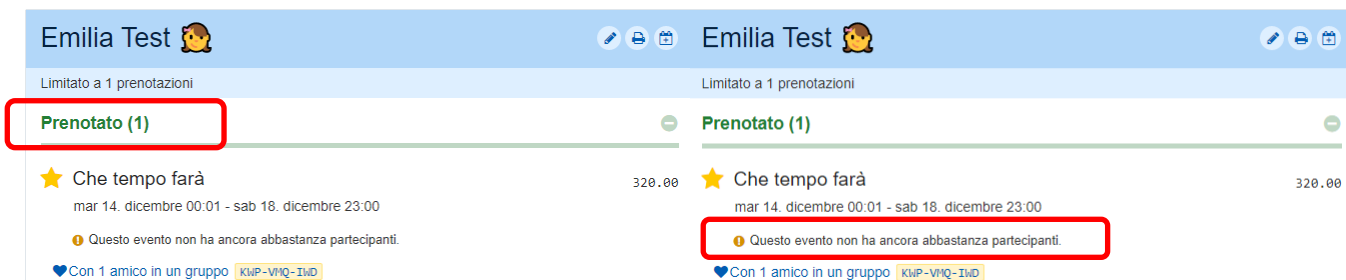 Emilia Test
Limitato a 1 prenotazioni
Prenotato (1)
Che tempo farà 320.00
mar 14. dicembre 00:01 - sab 18. dicembre 23:00
Questo evento non ha ancora abbastanza partecipanti.
Con 1 amico in un gruppo KWP-VMQ-IWD
Emilia Test
Limitato a 1 prenotazioni
Prenotato (1)
Che tempo farà 320.00
mar 14. dicembre 00:01 - sab 18. dicembre 23:00
Questo evento non ha ancora abbastanza partecipanti.
Con 1 amico in un gruppo KWP-VMQ-IWD